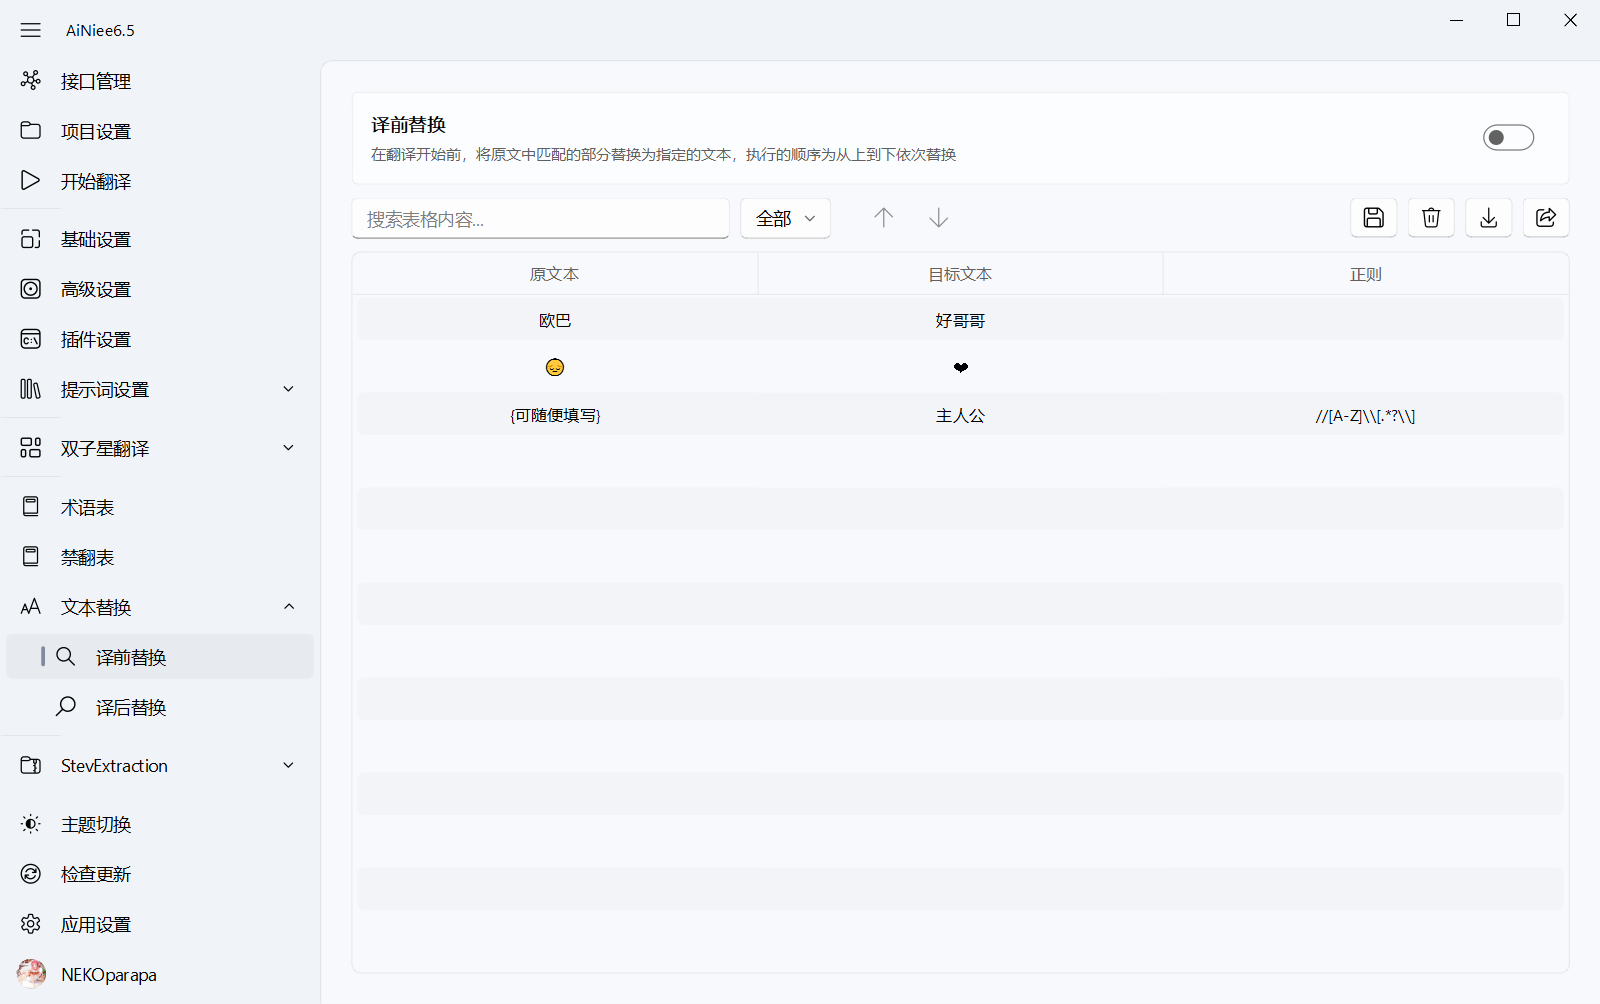 AiNiee6.5
接口管理
项目设置
开始翻译
基础设置
高级设置
插件设置
提示词设置
双子星翻译
术语表
禁翻表
文本替换
译前替换
译后替换
StevExtraction
主题切换
检查更新
应用设置
NEKOparapa
译前替换
在翻译开始前，将原文中匹配的部分替换为指定的文本，执行的顺序为从上到下依次替换
搜索表格内容...
全部
原文本 目标文本 正则
欧巴 好哥哥
😔 ❤
{可随便填写} 主人公 //[A-Z]\\[.*?\\]